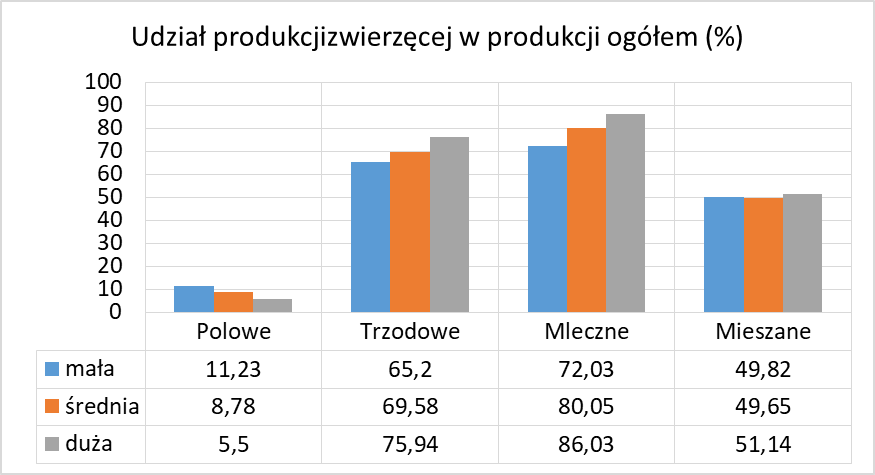 Udział produkcjizwierzęcej w produkcji ogółem (%)
100
90
80
70
60
50
40
30
20
10
0
Polowe Trzodowe Mleczne Mieszane
mała 11,23 65,2 72,03 49,82
średnia 8,78 69,58 80,05 49,65
duża 5,5 75,94 86,03 51,14